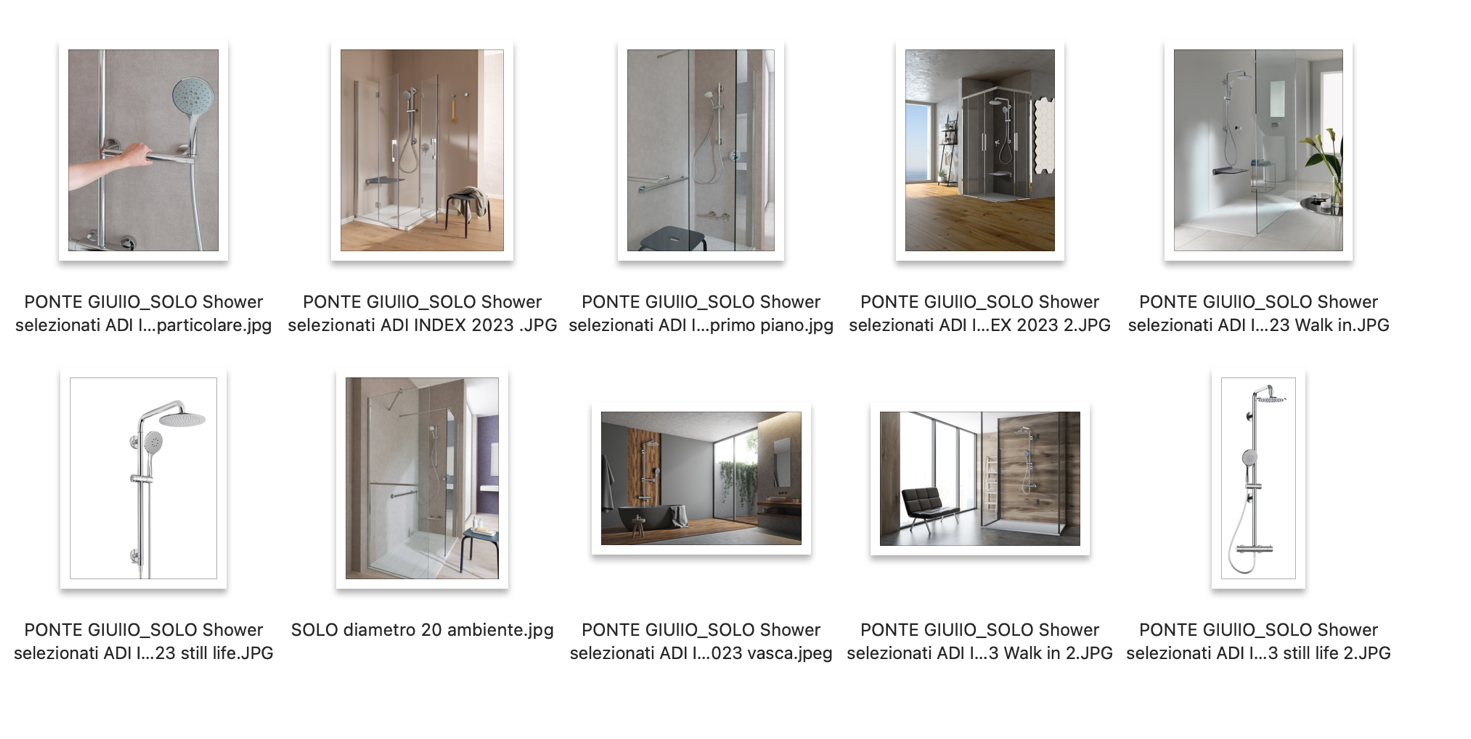 PONTE GIUlIO_SOLO Shower
selezionati ADI I...particolare.jpg
PONTE GIUlIO_SOLO Shower
selezionati ADI INDEX 2023 .JPG
PONTE GIUlIO_SOLO Shower
selezionati ADI I...primo piano.jpg
PONTE GIUlIO_SOLO Shower
selezionati ADI I...EX 2023 2.JPG
PONTE GIUlIO_SOLO Shower
selezionati ADI I...23 Walk in.JPG
PONTE GIUlIO_SOLO Shower
selezionati ADI I...23 still life.JPG
SOLO diametro 20 ambiente.jpg
PONTE GIUlIO_SOLO Shower
selezionati ADI I...023 vasca.jpeg
PONTE GIUlIO_SOLO Shower
selezionati ADI I...3 Walk in 2.JPG
PONTE GIUlIO_SOLO Shower
selezionati ADI I...3 still life 2.JPG